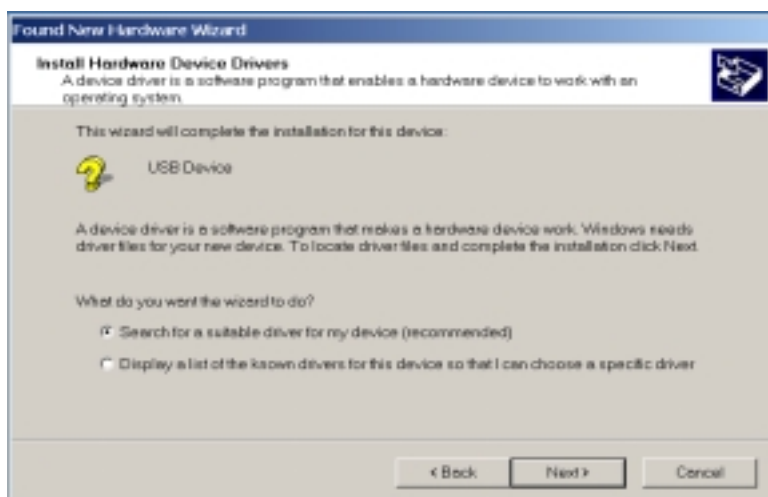 Found New Hardware Wizard
Install Hardware Device Drivers
A device driver is a software program that enables a hardware device to work with an
operating system.
This wizard will complete the installation for this device:
USB Device
A device driver is a software program that makes a hardware device work. Windows needs
driver files for your new device. To locate driver files and complete the installation click Next
What do you want the wizard to do?
Search for a suitable driver for my device (recommended)
Display a list of the known drivers for this device so that I can choose a specific driver
< Back
Next >
Cancel